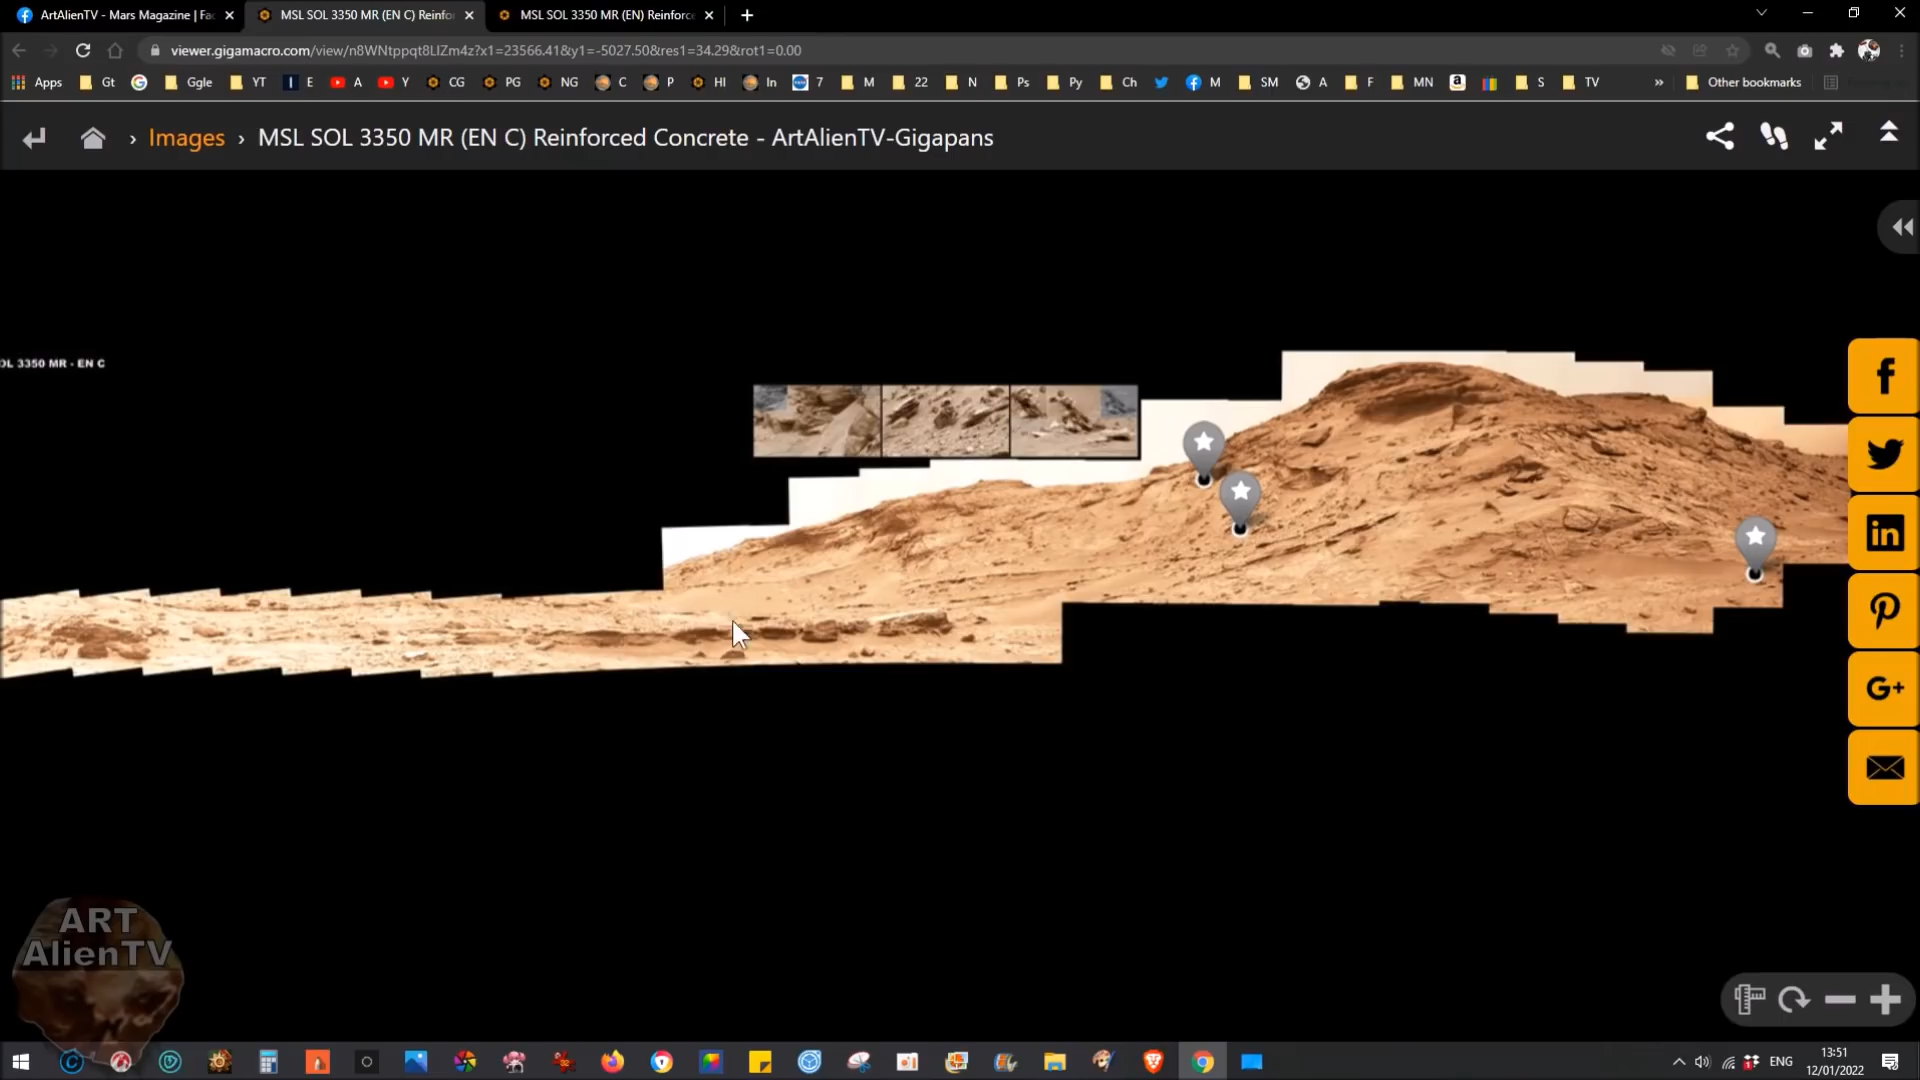 ArtAlienTV - Mars Magazine | Fac
MSL SOL 3350 MR (EN C) Reinfo
MSL SOL 3350 MR (EN) Reinforc
viewer.gigamacro.com/view/n8WNtppqt8LIZm4z?x1=23566.41&y1=-5027.50&res1=34.29&rot1=0.00
Apps Gt Ggle YT E A Y CG PG NG C P HI In 7 M 22 N Ps Py Ch M SM A F MN S TV » Other bookmarks
› Images › MSL SOL 3350 MR (EN C) Reinforced Concrete - ArtAlienTV-Gigapans
OL 3350 MR - EN C
ART
AlienTV
ENG
13:51
12/01/2022